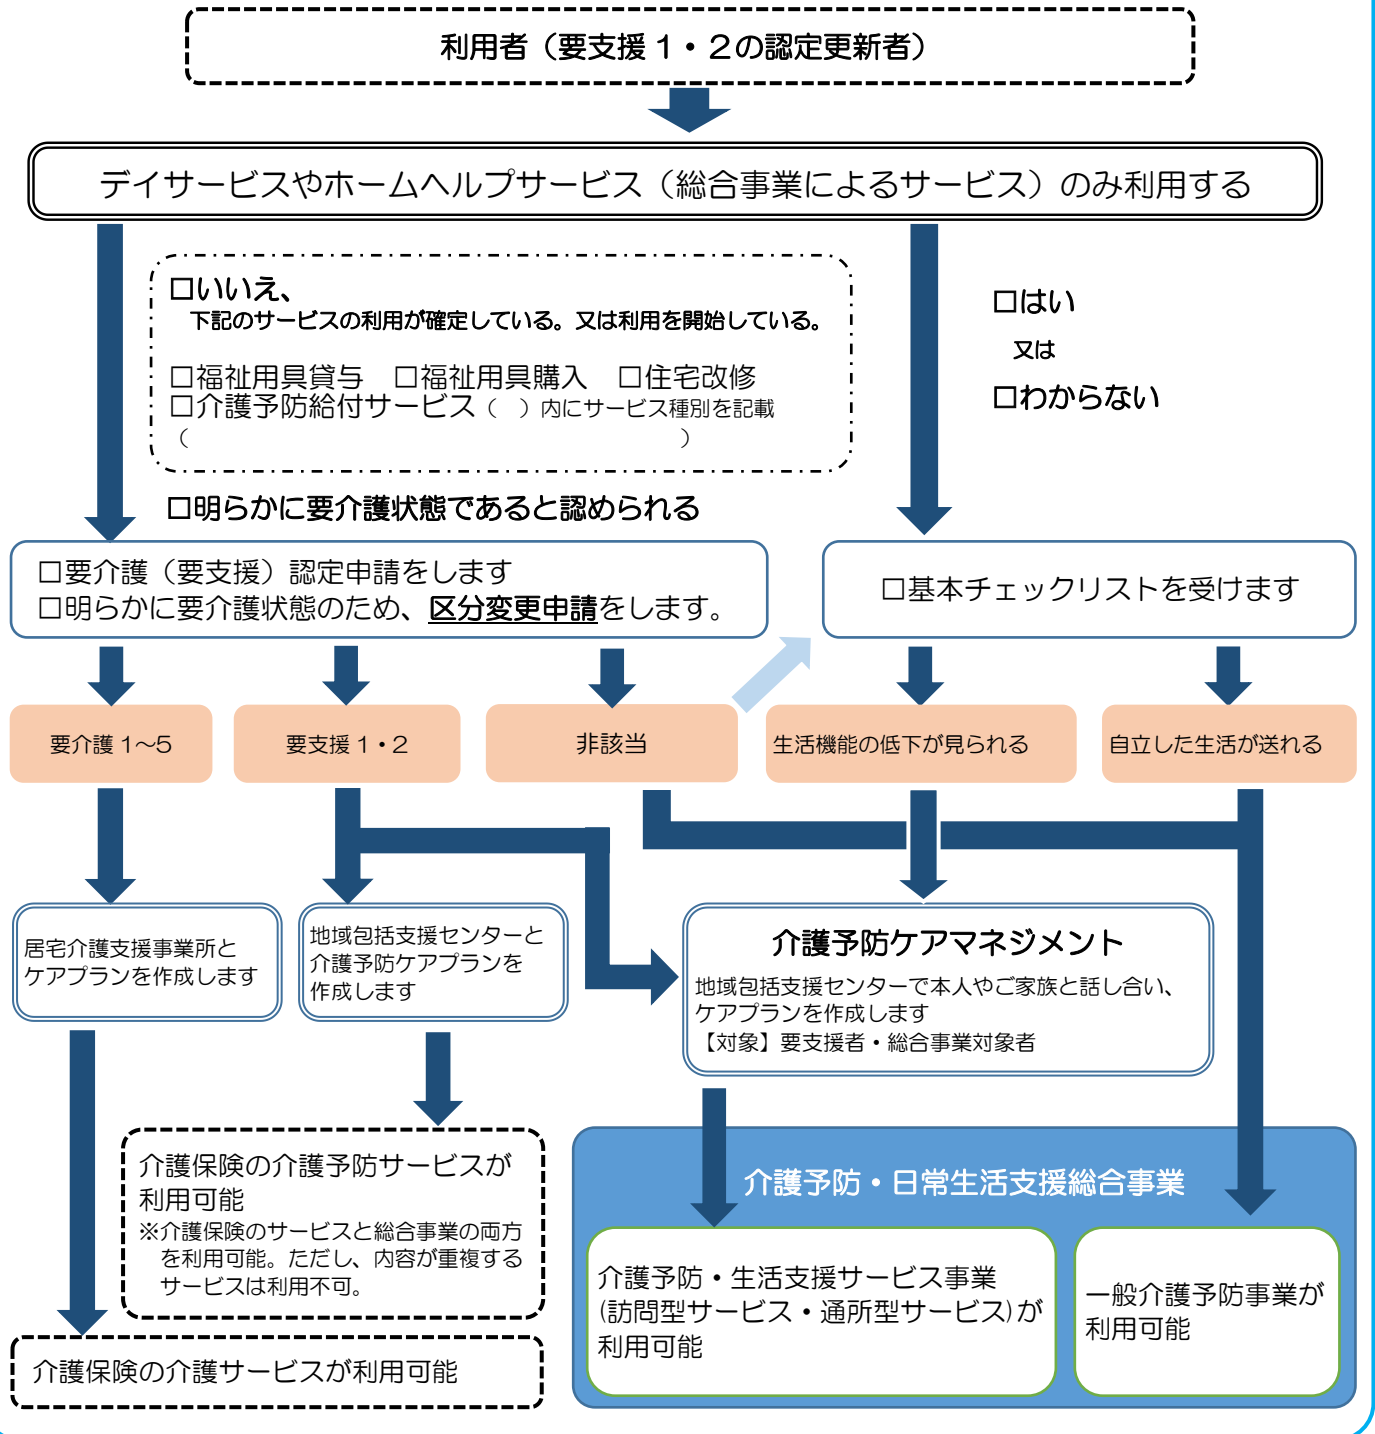 利用者（要支援１・２の認定更新者）
デイサービスやホームヘルプサービス（総合事業によるサービス）のみ利用する
□いいえ、
下記のサービスの利用が確定している。又は利用を開始している。
□福祉用具貸与　□福祉用具購入　□住宅改修
□介護予防給付サービス（　）内にサービス種別を記載
（　　　　　　　　　　　　　　　　　　　　　　）
□明らかに要介護状態であると認められる
□はい
又は
□わからない
□要介護（要支援）認定申請をします
□明らかに要介護状態のため、区分変更申請をします。
□基本チェックリストを受けます
要介護１～５
要支援１・２
非該当
生活機能の低下が見られる
自立した生活が送れる
居宅介護支援事業所と
ケアプランを作成します
地域包括支援センターと
介護予防ケアプランを
作成します
介護予防ケアマネジメント
地域包括支援センターで本人やご家族と話し合い、
ケアプランを作成します
【対象】要支援者・総合事業対象者
介護保険の介護予防サービスが
利用可能
※介護保険のサービスと総合事業の両方
を利用可能。ただし、内容が重複する
サービスは利用不可。
介護保険の介護サービスが利用可能
介護予防・日常生活支援総合事業
介護予防・生活支援サービス事業
(訪問型サービス・通所型サービス)が
利用可能
一般介護予防事業が
利用可能